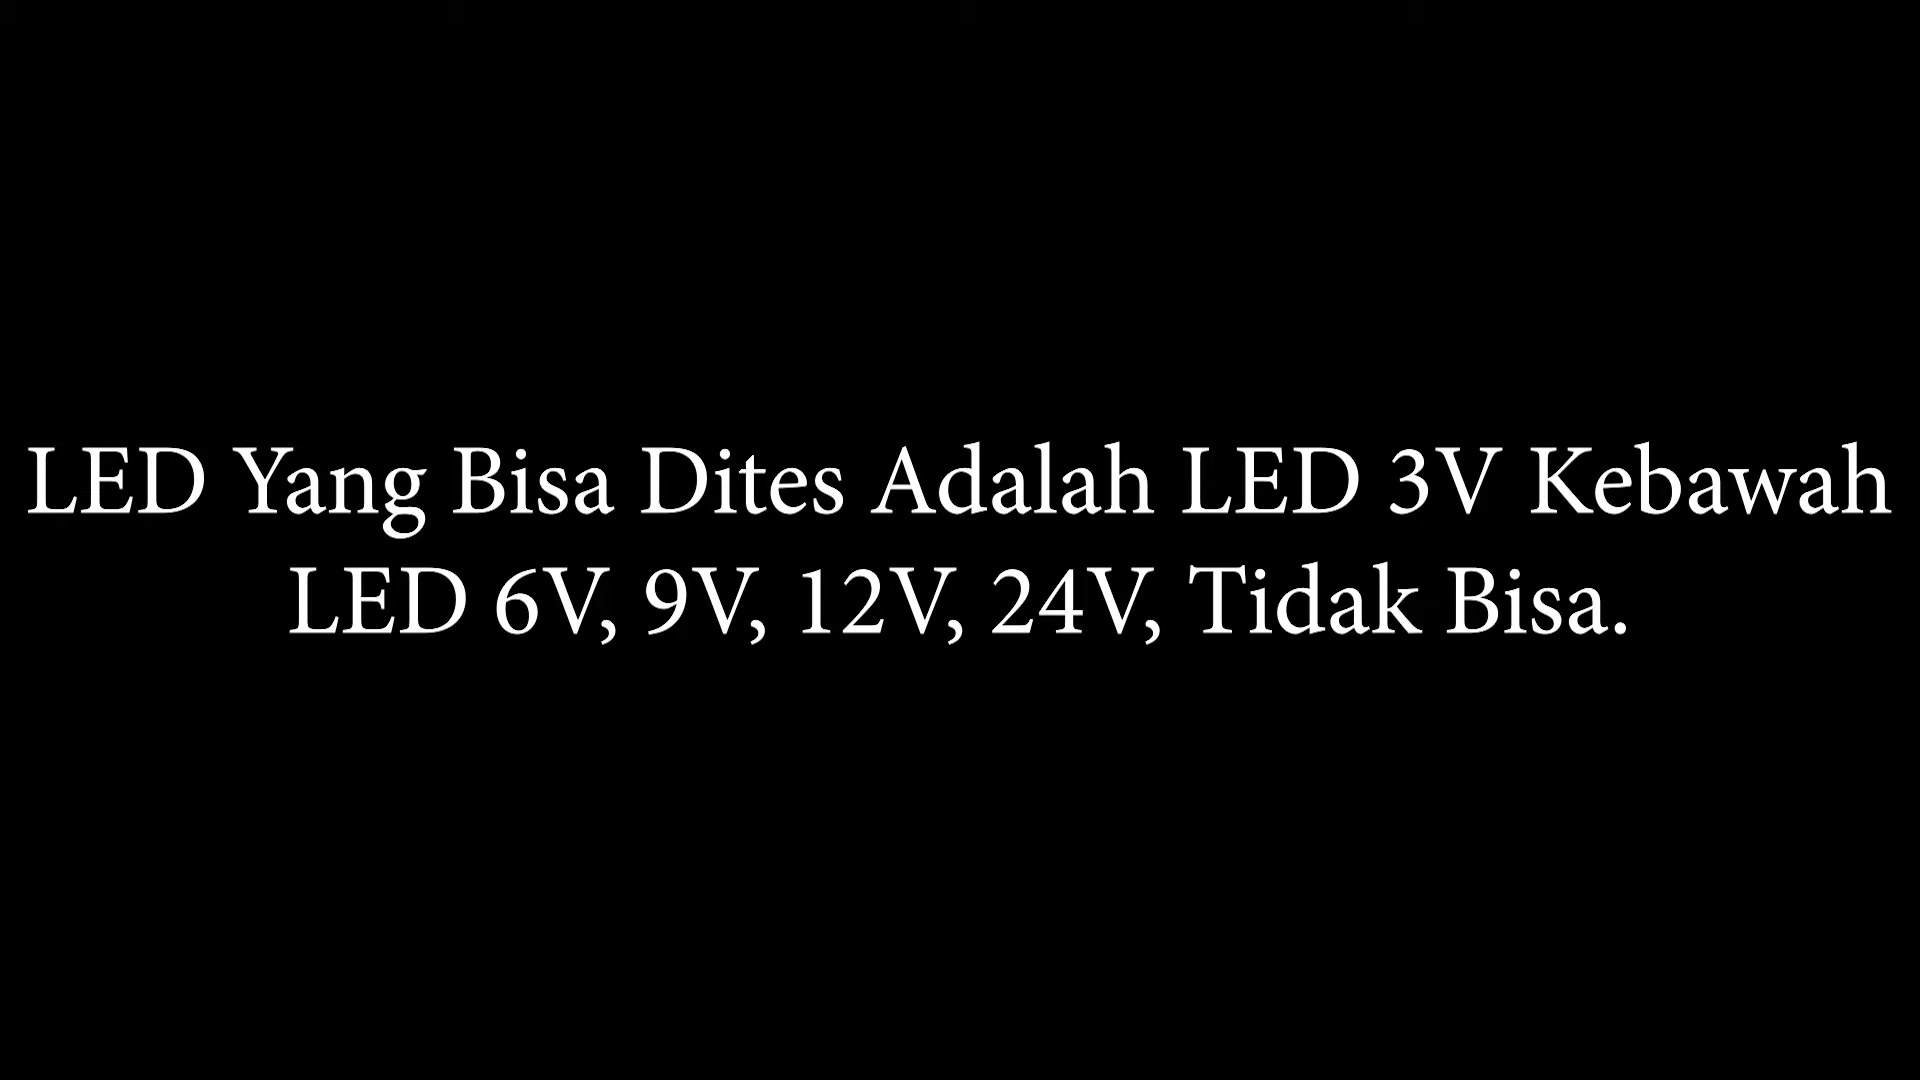 LED Yang Bisa Dites Adalah LED 3V Kebawah
LED 6V, 9V, 12V, 24V, Tidak Bisa.